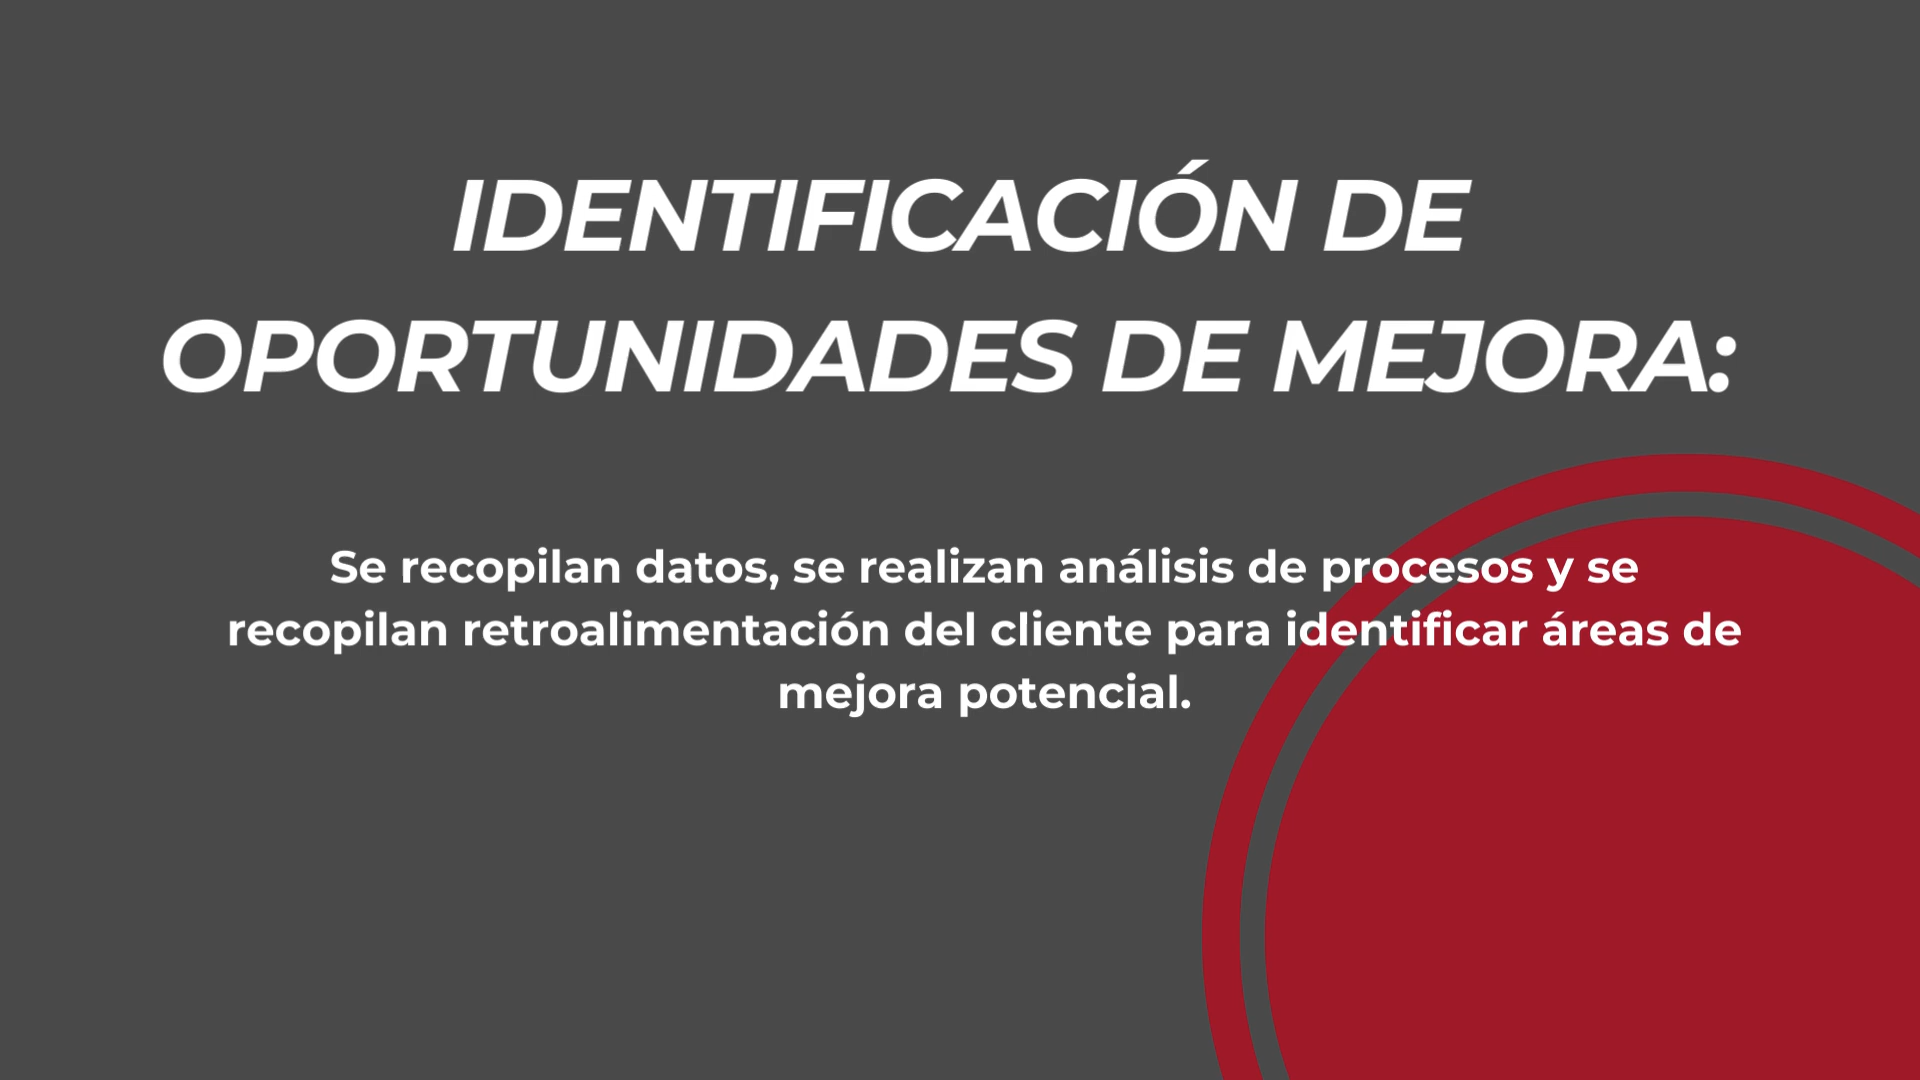 IDENTIFICACIÓN DE
OPORTUNIDADES DE MEJORA:
Se recopilan datos, se realizan análisis de procesos y se
recopilan retroalimentación del cliente para identificar áreas de
mejora potencial.